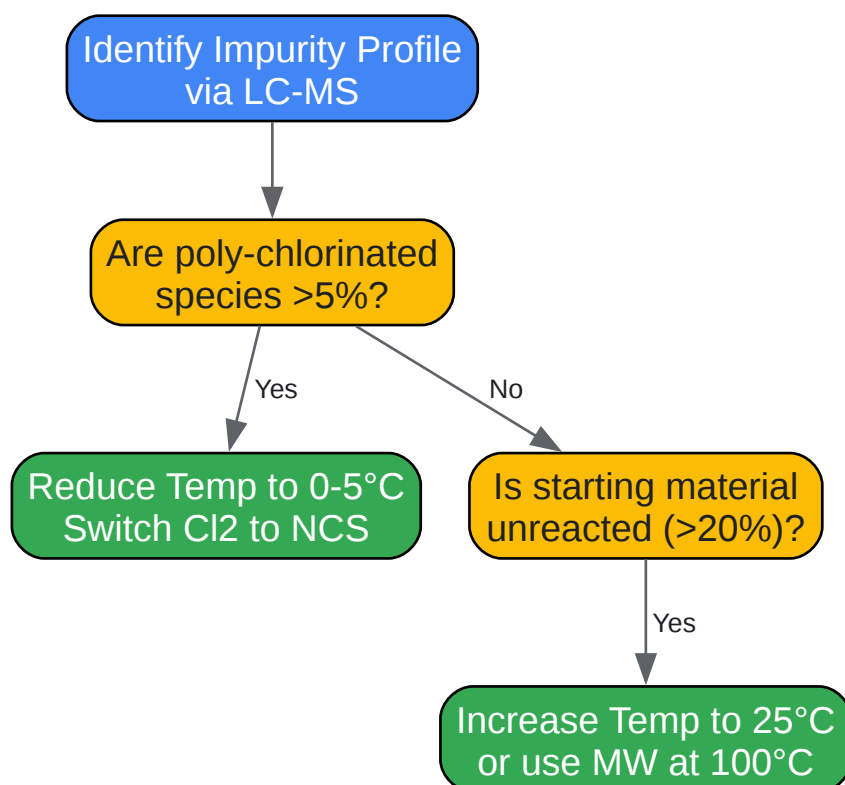 Identify Impurity Profile
via LC-MS
Are poly-chlorinated
species >5%?
Yes
No
Reduce Temp to 0-5°C
Switch Cl2 to NCS
Is starting material
unreacted (>20%)?
Yes
Increase Temp to 25°C
or use MW at 100°C